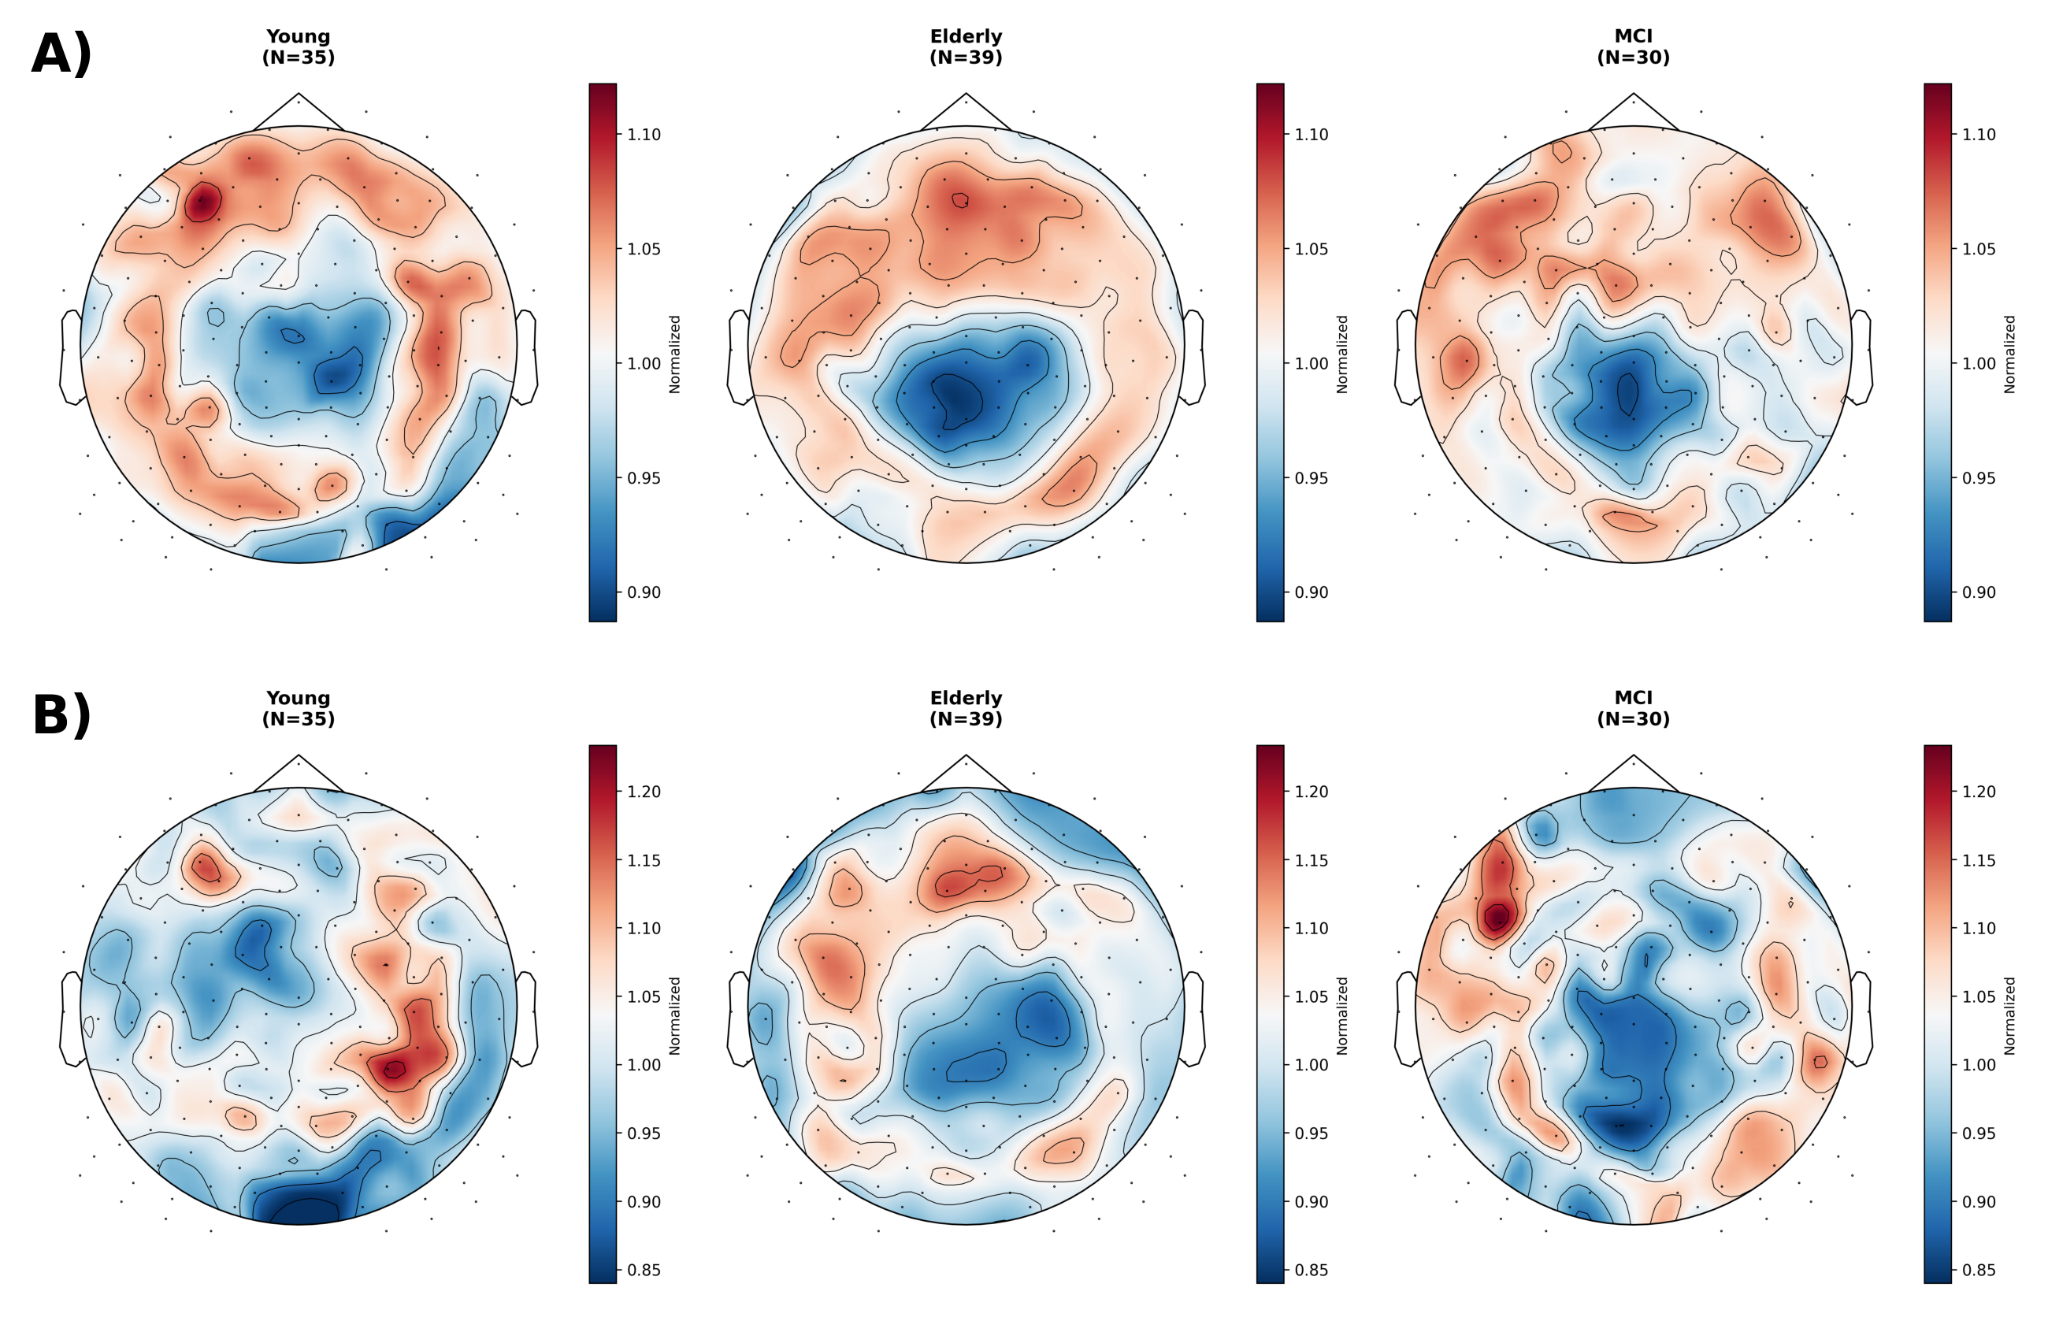 A)
Young
(N=35)
1.10
1.05
1.00
0.95
0.90
Normalized
Elderly
(N=39)
1.10
1.05
1.00
0.95
0.90
Normalized
MCI
(N=30)
1.10
1.05
1.00
0.95
0.90
Normalized
B)
Young
(N=35)
1.20
1.15
1.10
1.05
1.00
0.95
0.90
0.85
Normalized
Elderly
(N=39)
1.20
1.15
1.10
1.05
1.00
0.95
0.90
0.85
Normalized
MCI
(N=30)
1.20
1.15
1.10
1.05
1.00
0.95
0.90
0.85
Normalized